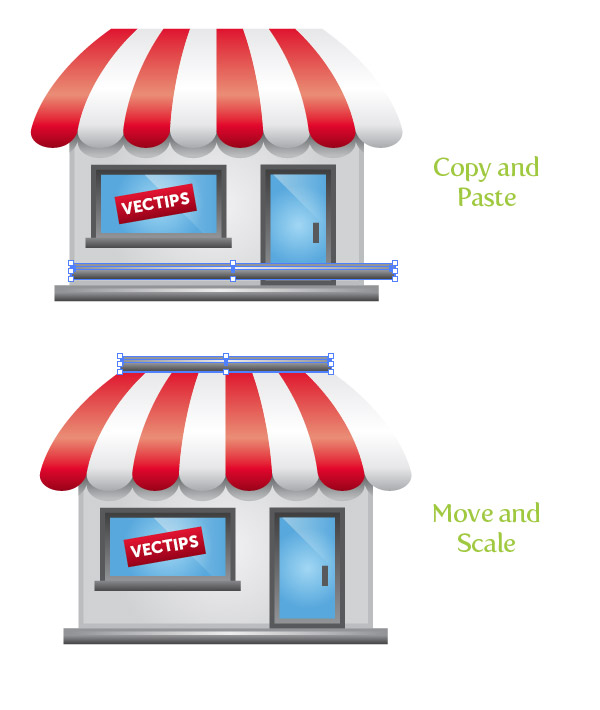 Copy and
Paste
VECTIPS
Move and
Scale
VECTIPS